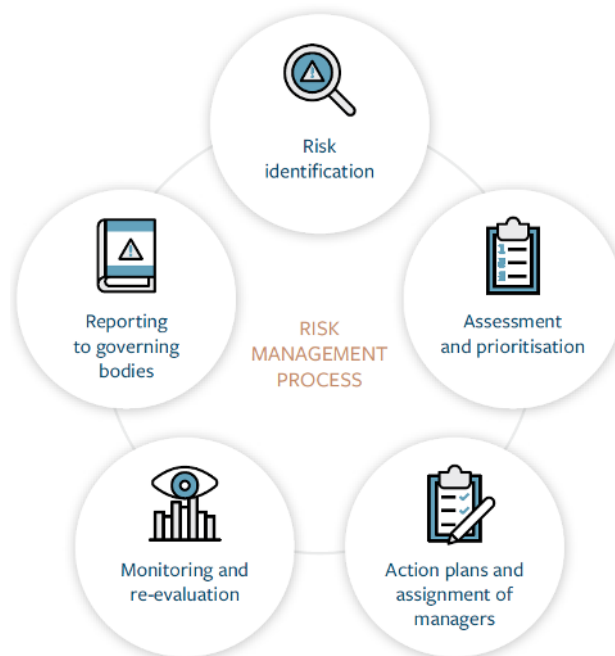 Risk
identification
Assessment
and prioritisation
Action plans and
assignment of
managers
Monitoring and
re-evaluation
Reporting
to governing
bodies
RISK
MANAGEMENT
PROCESS